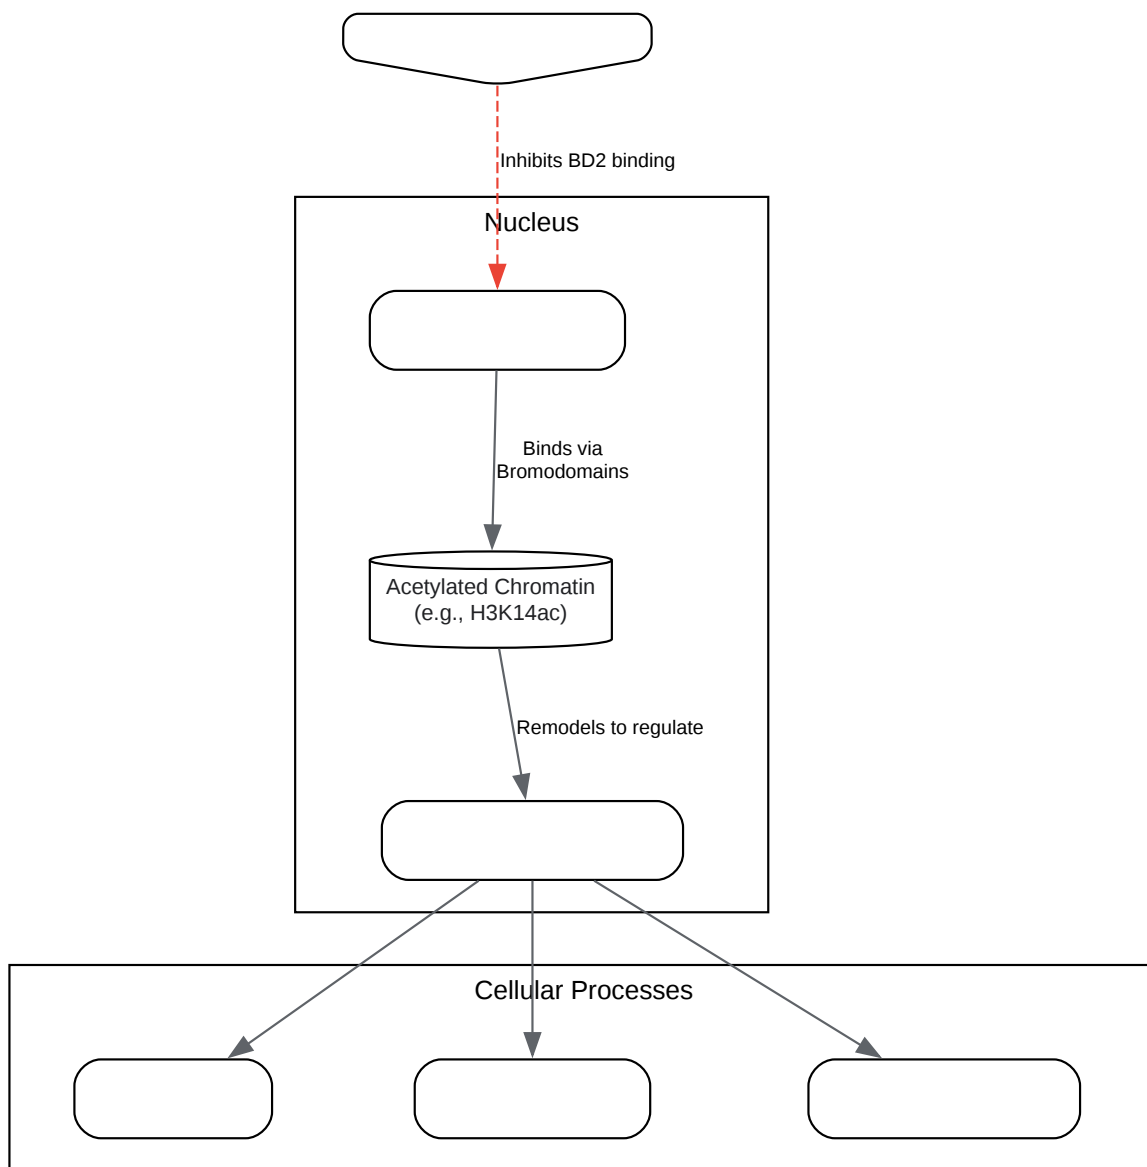 Inhibits BD2 binding
Nucleus
Binds via
Bromodomains
Acetylated Chromatin
(e.g., H3K14ac)
Remodels to regulate
Cellular Processes